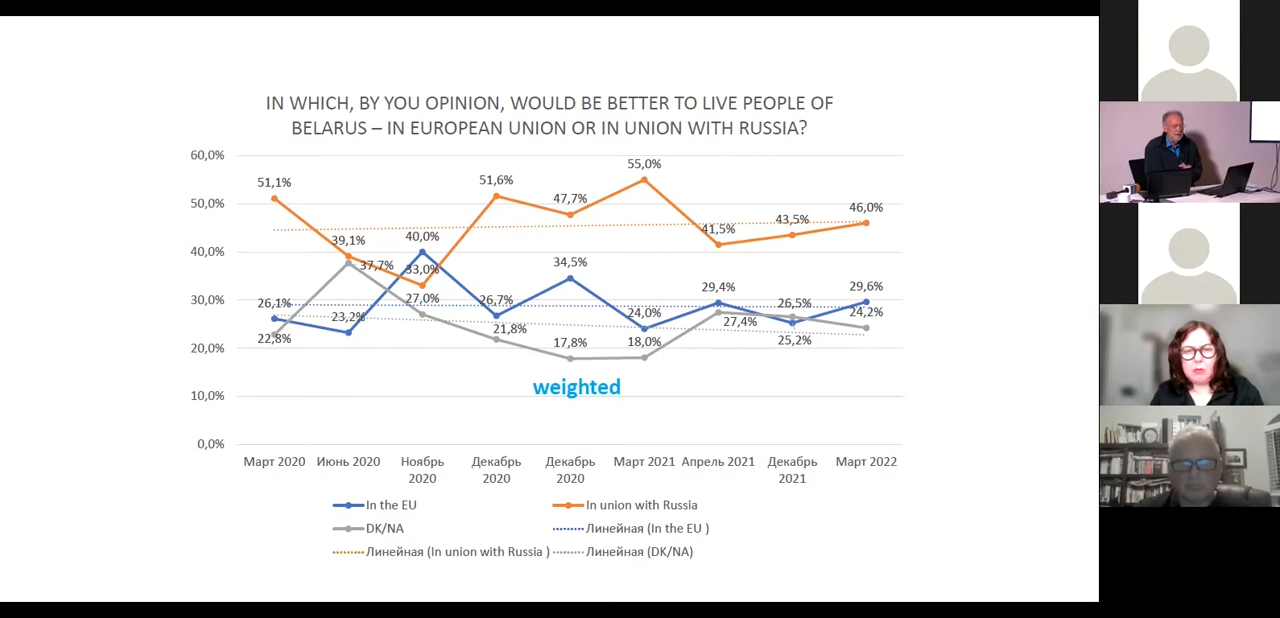 IN WHICH, BY YOU OPINION, WOULD BE BETTER TO LIVE PEOPLE OF
BELARUS – IN EUROPEAN UNION OR IN UNION WITH RUSSIA?
60,0%
55,0%
51,1%
51,6%
47,7%
50,0%
46,0%
43,5%
41,5%
39,1%
40,0%
40,0%
37,7%
33,0%
34,5%
30,0%
26,1%
27,0%
26,7%
29,4%
26,5%
29,6%
23,2%
24,0%
24,2%
22,8%
21,8%
27,4%
20,0%
17,8%
18,0%
25,2%
weighted
10,0%
0,0%
Март 2020
Июнь 2020
Ноябрь
2020
Декабрь
2020
Декабрь
2020
Март 2021
Апрель 2021
Декабрь
2021
Март 2022
In the EU
In union with Russia
DK/NA
Линейная (In the EU )
Линейная (In union with Russia )
Линейная (DK/NA)